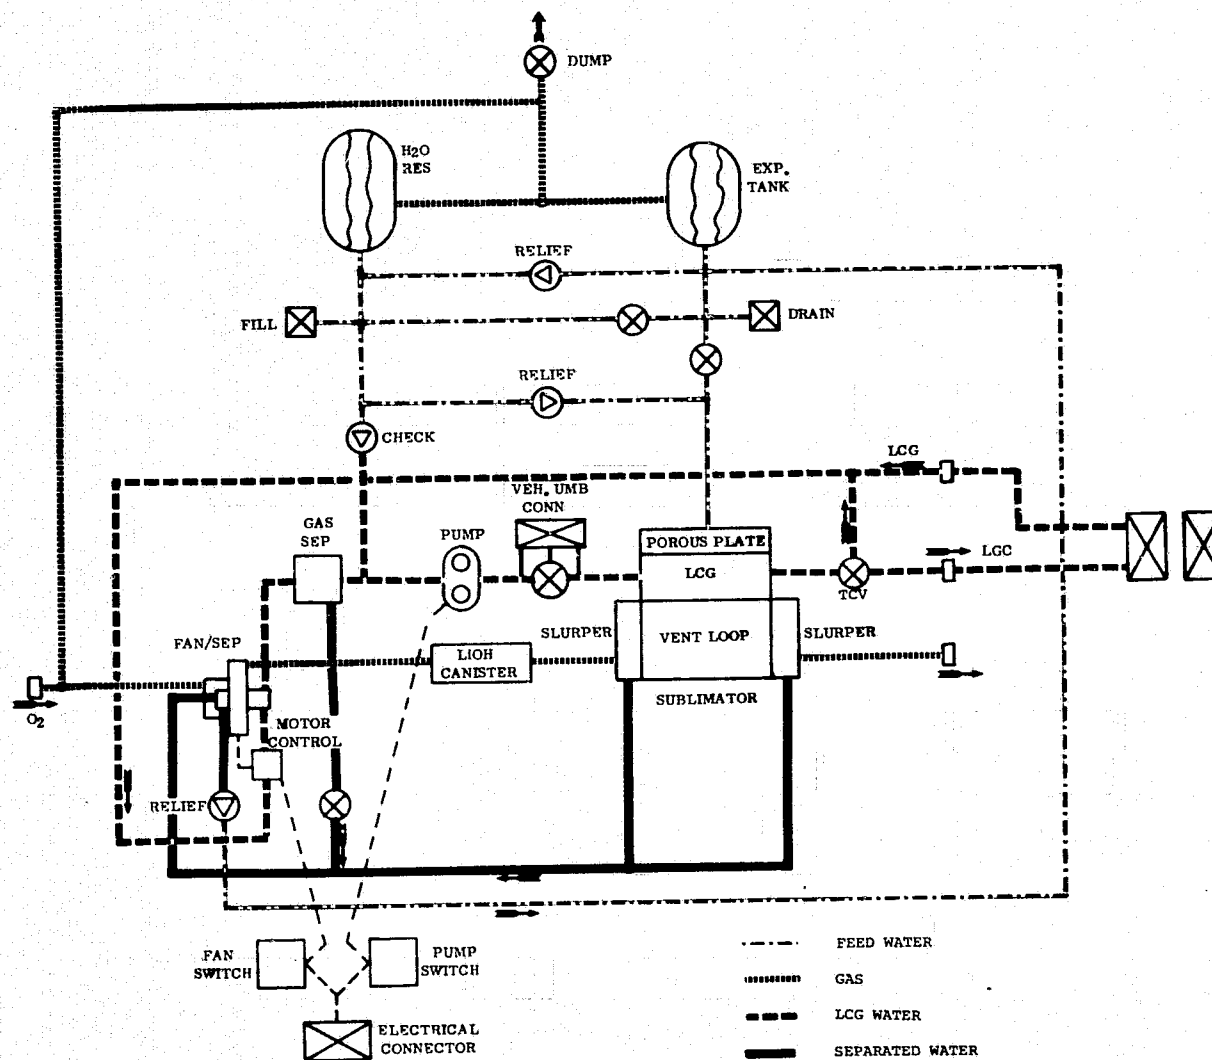 DUMP
H2O
RES
EXP.
TANK
RELIEF
FILL
DRAIN
RELIEF
CHECK
LCG
VEH. UMB
CONN
GAS
SEP
PUMP
POROUS PLATE
LGC
LCG
TCV
SLURPER
VENT LOOP
SLURPER
FAN/SEP
LIOH
CANISTER
SUBLIMATOR
O2
MOTOR
CONTROL
RELIEF
FAN
SWITCH
PUMP
SWITCH
FEED WATER
GAS
LCG WATER
ELECTRICAL
CONNECTOR
SEPARATED WATER